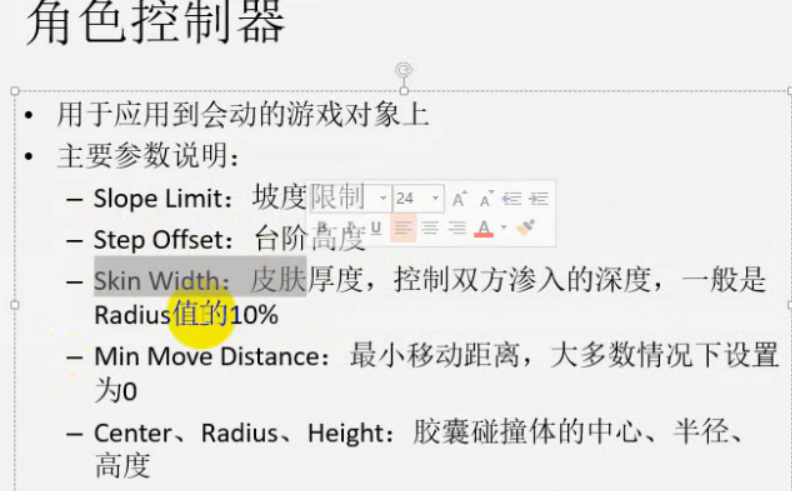 角色控制器
• 用于应用到会动的游戏对象上
• 主要参数说明：
– Slope Limit：坡度限制
24
– Step Offset：台阶高度
– Skin Width：皮肤厚度，控制双方渗入的深度，一般是
Radius值的10%
– Min Move Distance：最小移动距离，大多数情况下设置
为0
– Center、Radius、Height：胶囊碰撞体的中心、半径、
高度